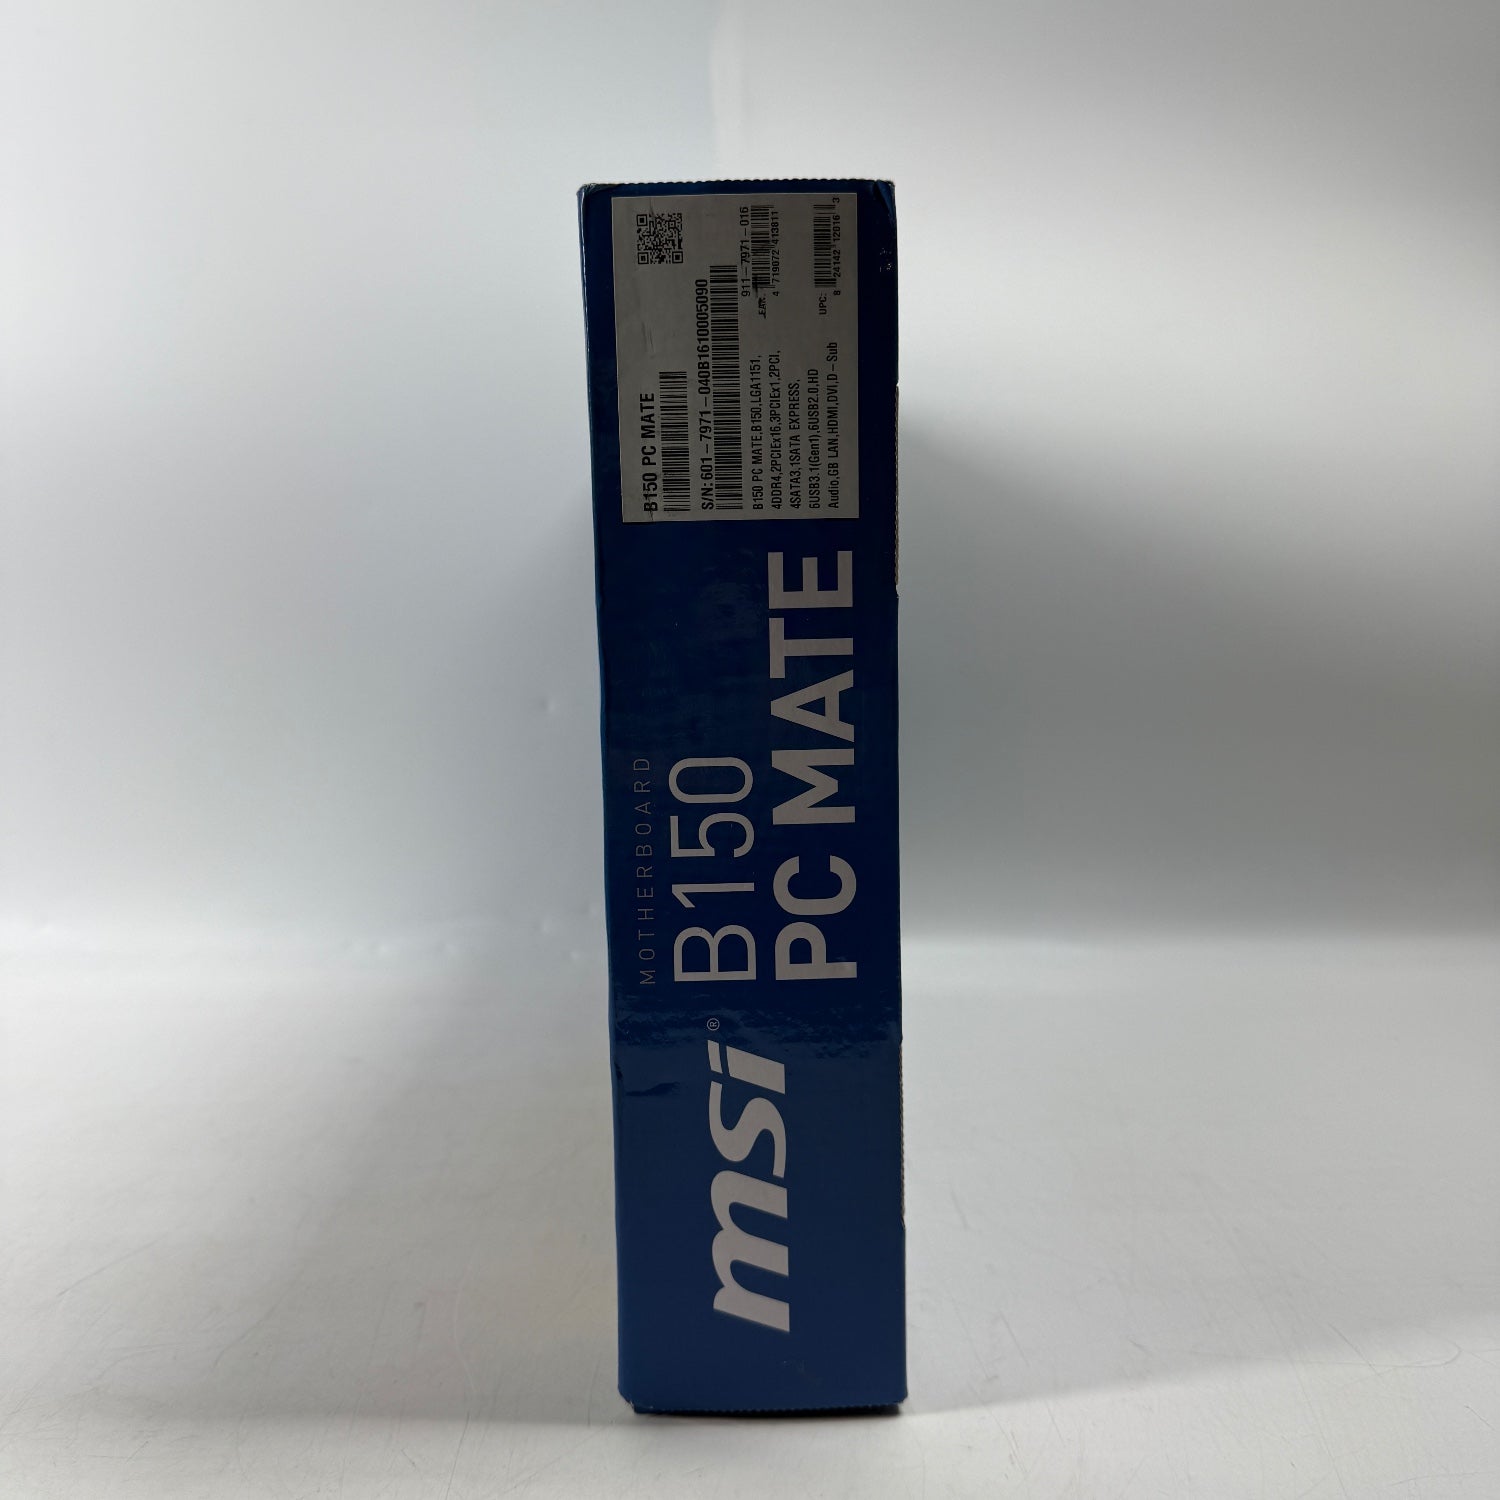 B150 PC MATE
S/N: 601-7971-040B1610005090
911-7971-016
EAN:
4 719072 413811
UPC:
8 24142 12016 3
B150 PC MATE,B150,LGA1151,
4DDR4,2PCIEx16,3PCIEx1,2PCI,
4SATA3,1SATA EXPRESS,
6USB3.1(Gen1),6USB2.0,HD
Audio,GB LAN,HDMI,DVI,D-Sub
MOTHERBOARD
B150
PC MATE
msi®